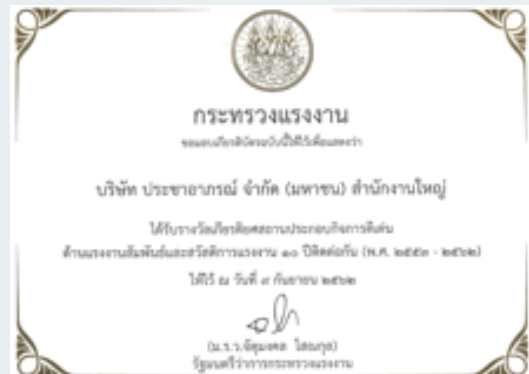 กระทรวงแรงงาน
ขอมอบเกียรติบัตรฉบับนี้ให้ไว้เพื่อแสดงว่า
บริษัท ประชาอาภรณ์ จำกัด (มหาชน) สำนักงานใหญ่
ได้รับรางวัลเกียรติยศสถานประกอบกิจการดีเด่น
ด้านแรงงานสัมพันธ์และสวัสดิการแรงงาน ๑๐ ปีติดต่อกัน (พ.ศ. ๒๕๕๓ - ๒๕๖๒)
ให้ไว้ ณ วันที่ ๙ กันยายน ๒๕๖๒
(ม.ร.ว.จัตุมงคล โสณกุล)
รัฐมนตรีว่าการกระทรวงแรงงาน